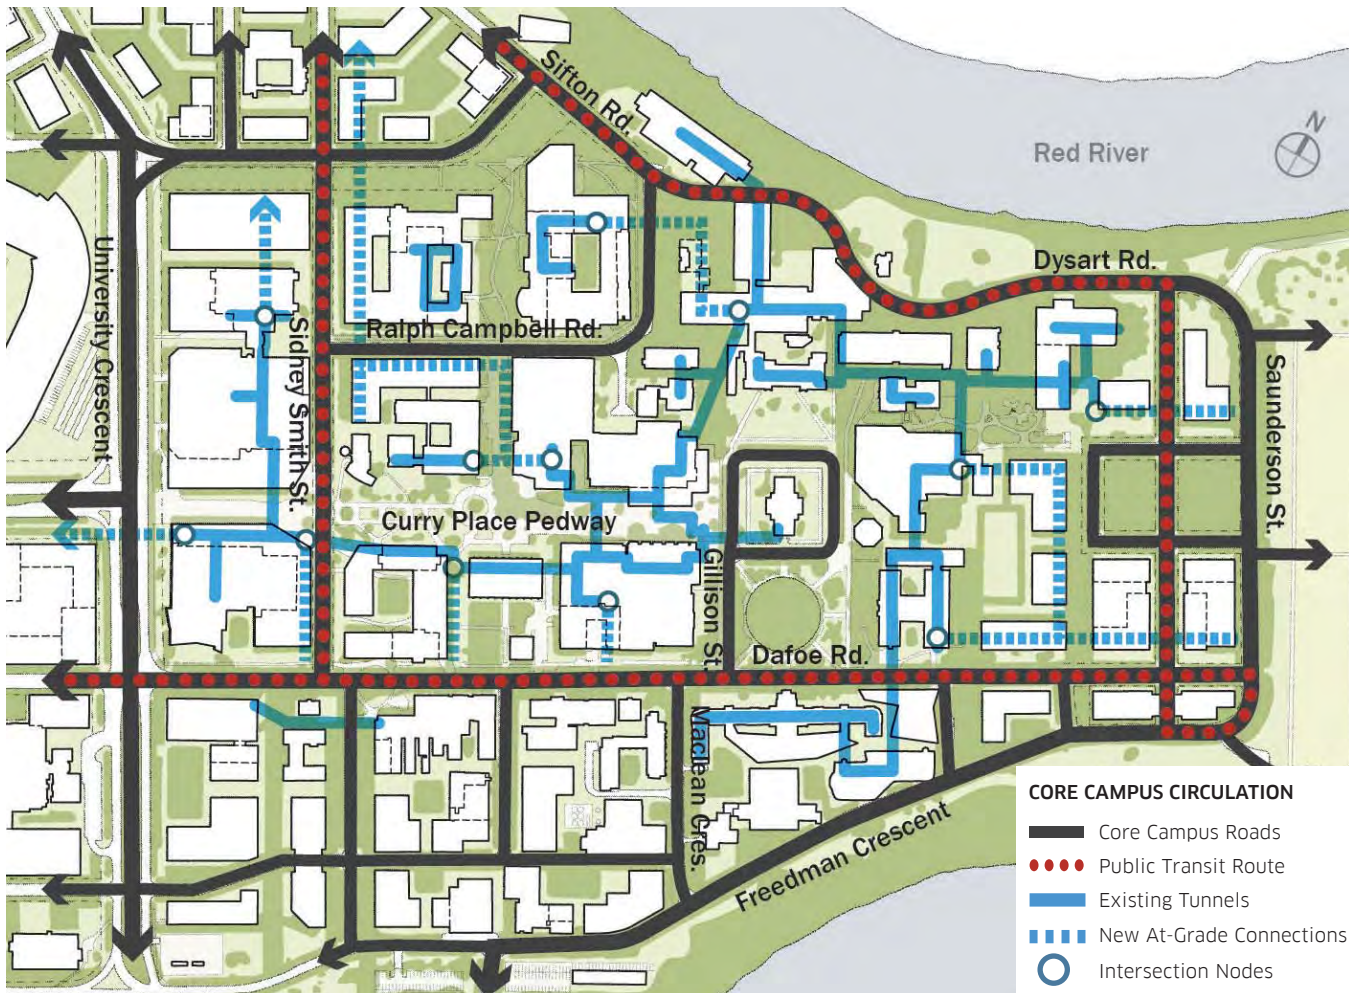 Sifton Rd.
N
Red River
University Crescent
Sidney Smith St.
Dysart Rd.
Ralph Campbell Rd.
Saunderson St.
Curry Place Pedway
Gillison St.
Dafoe Rd.
Maclean Cres.
Freedman Crescent
CORE CAMPUS CIRCULATION
Core Campus Roads
Public Transit Route
Existing Tunnels
New At-Grade Connections
Intersection Nodes